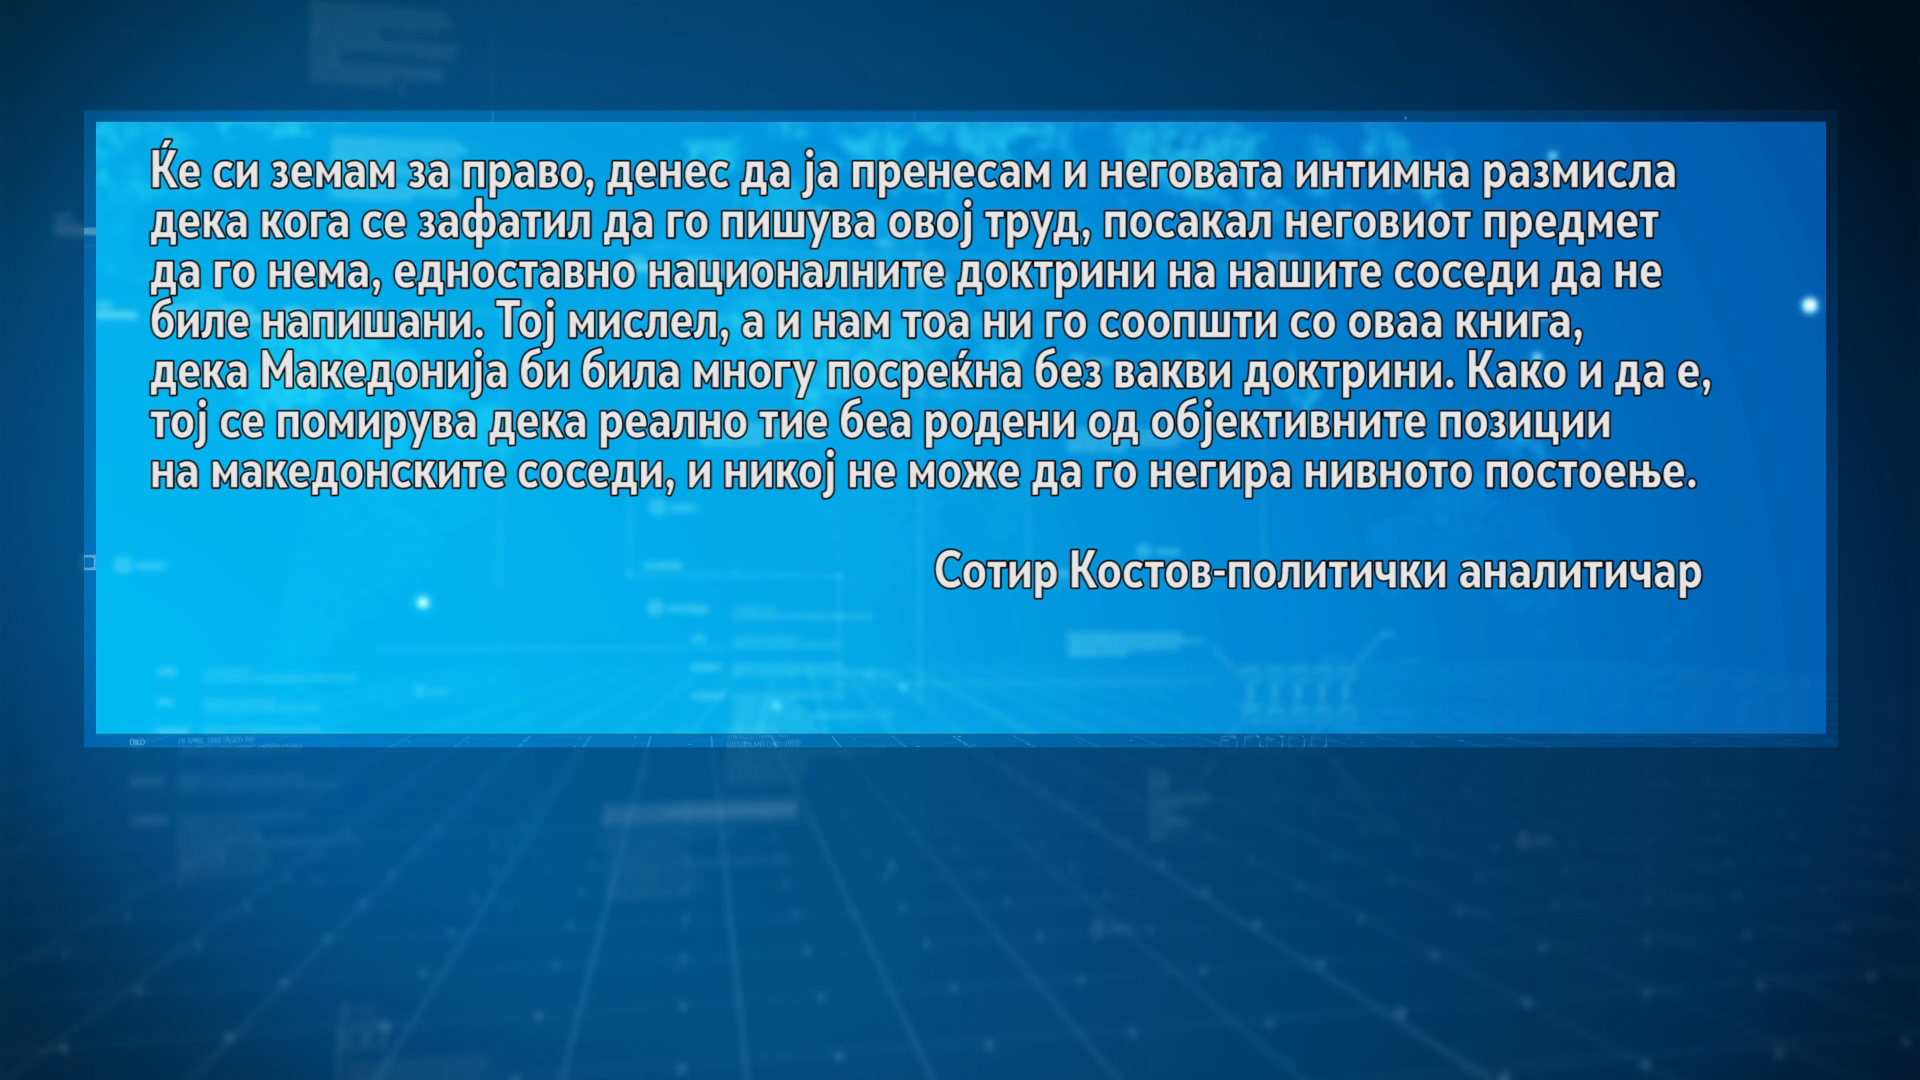 Ќе си земам за право, денес да ја пренесам и неговата интимна размисла
дека кога се зафатил да го пишува овој труд, посакал неговиот предмет
да го нема, едноставно националните доктрини на нашите соседи да не
биле напишани. Тој мислел, а и нам тоа ни го соопшти со оваа книга,
дека Македонија би била многу посреќна без вакви доктрини. Како и да е,
тој се помирува дека реално тие беа родени од објективните позиции
на македонските соседи, и никој не може да го негира нивното постоење.
Сотир Костов-политички аналитичар